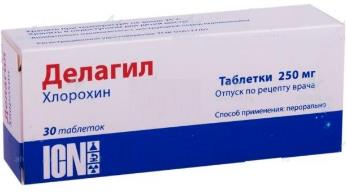 Делагил
Хлорохин
30 таблеток
ICN
Таблетки 250 мг
Отпуск по рецепту врача
Способ применения: перорально